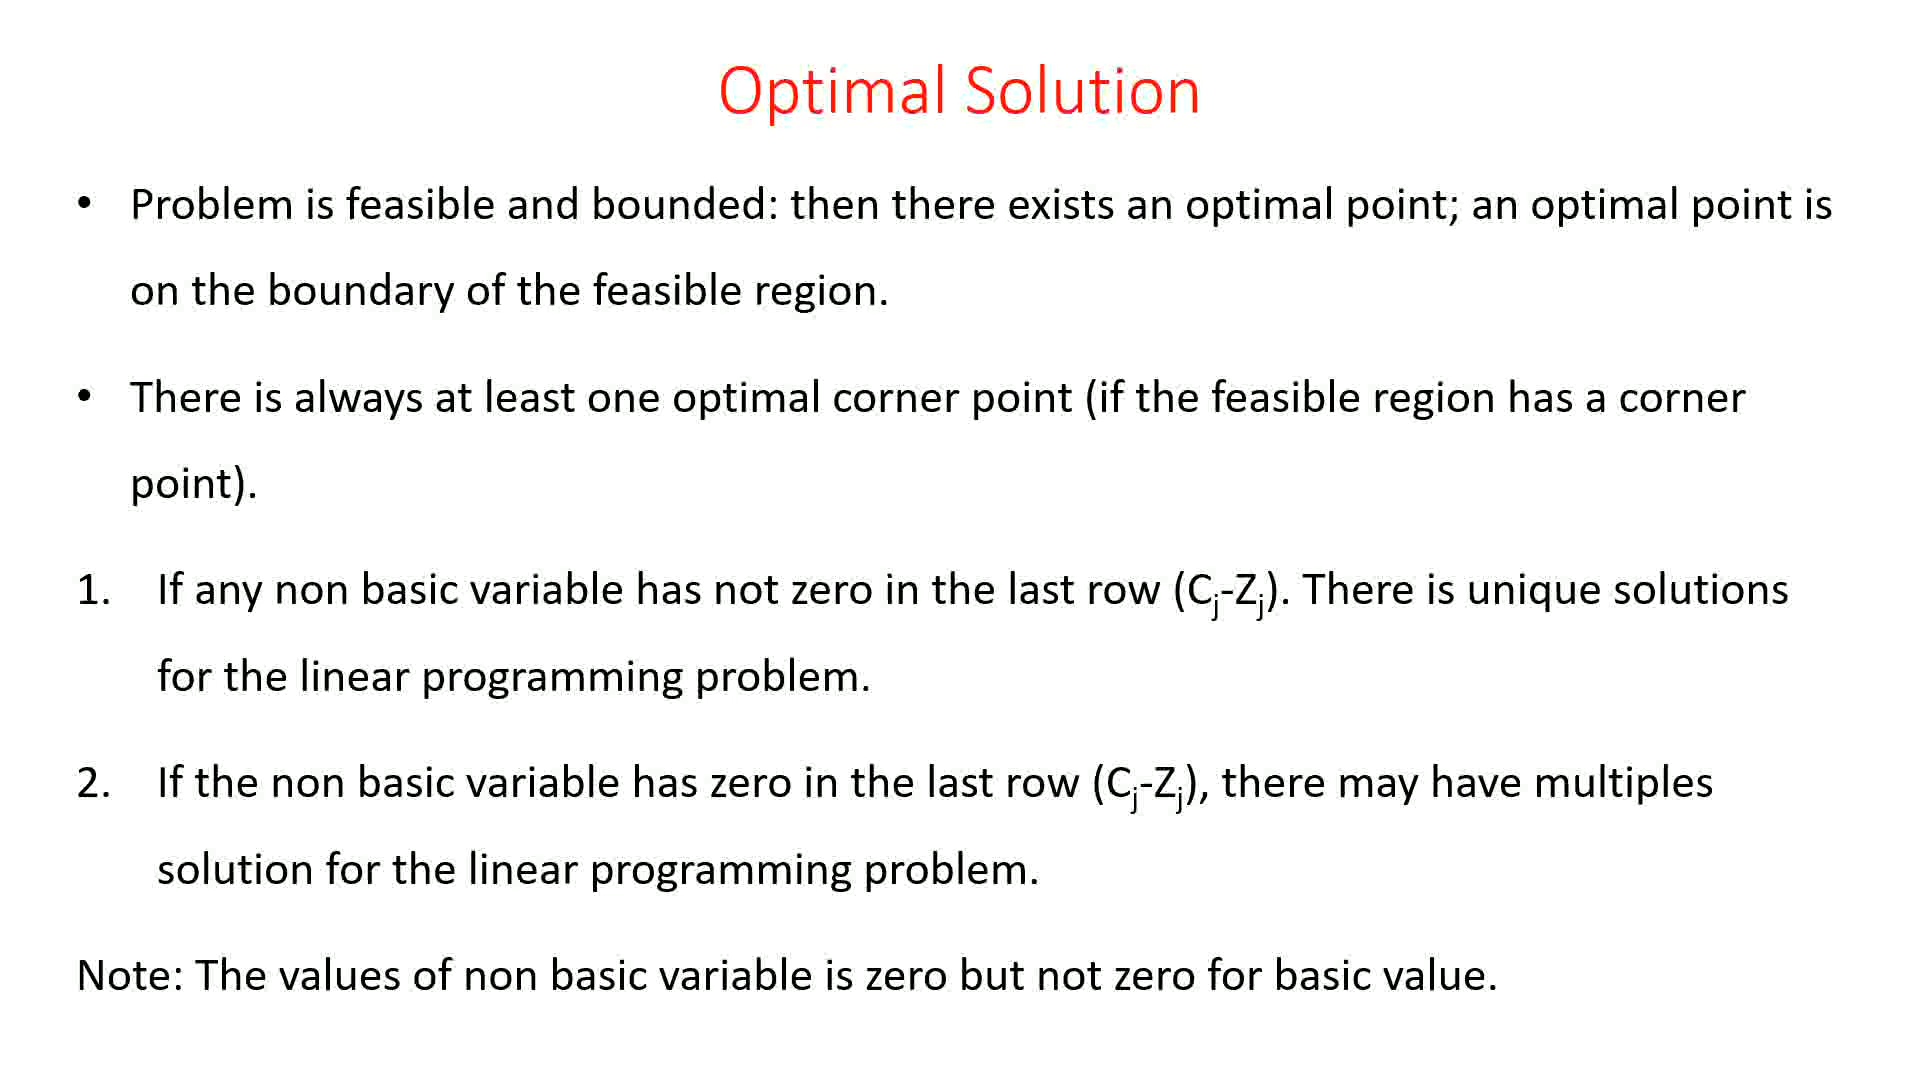 Optimal Solution
• Problem is feasible and bounded: then there exists an optimal point; an optimal point is
on the boundary of the feasible region.
• There is always at least one optimal corner point (if the feasible region has a corner
point).
1. If any non basic variable has not zero in the last row (Cj-Zj). There is unique solutions
for the linear programming problem.
2. If the non basic variable has zero in the last row (Cj-Zj), there may have multiples
solution for the linear programming problem.
Note: The values of non basic variable is zero but not zero for basic value.